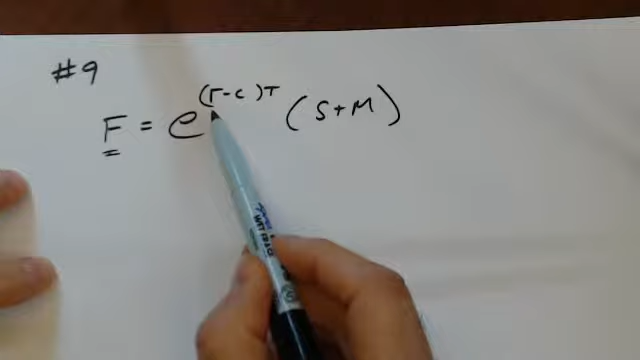 #9
F = e^(r-c)T (S+M)